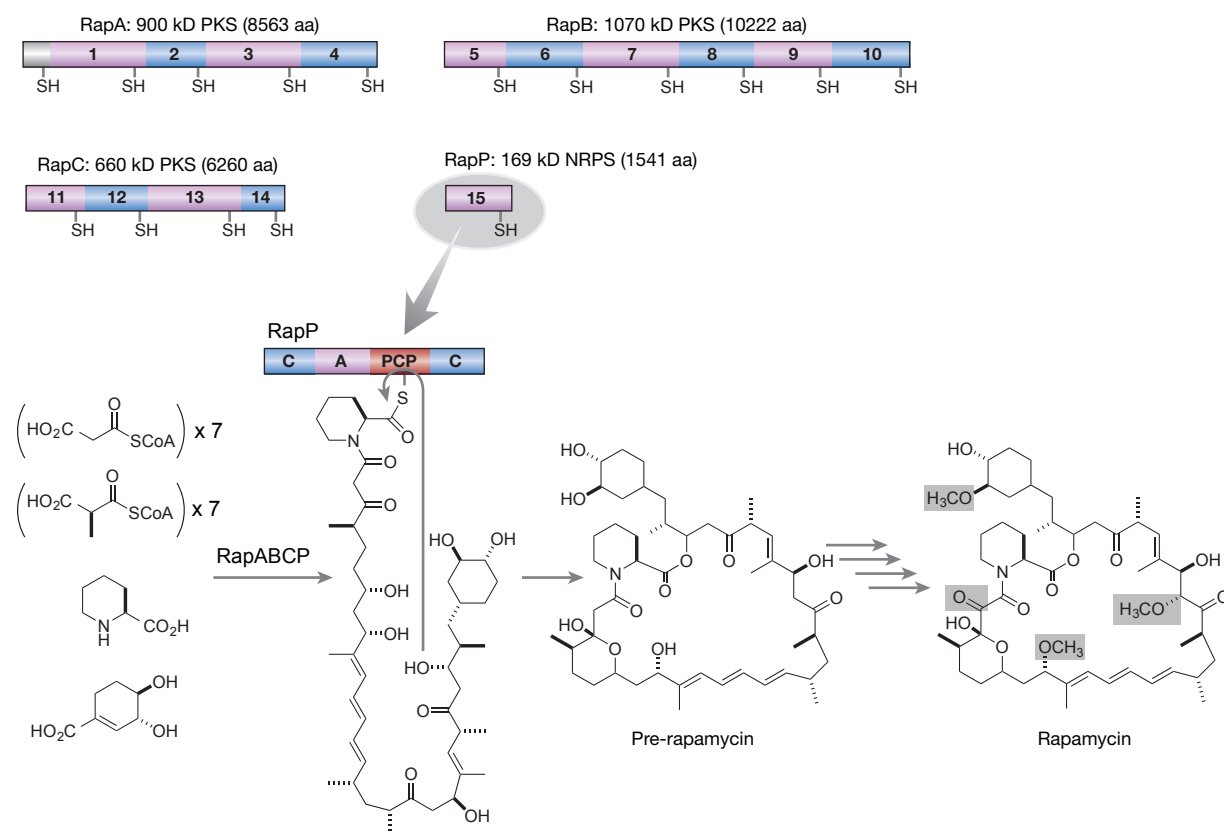 RapA: 900 kD PKS (8563 aa)
1 2 3 4
SH SH SH SH SH
RapB: 1070 kD PKS (10222 aa)
5 6 7 8 9 10
SH SH SH SH SH SH
RapC: 660 kD PKS (6260 aa)
11 12 13 14
SH SH SH SH
RapP: 169 kD NRPS (1541 aa)
15
SH
RapP
C A PCP C
S
O
N
O
O
OH
OH
HO OH
HO
O
O
OH
HO2C O SCoA x 7
HO2C O SCoA x 7
NH CO2H
OH
HO2C OH
RapABCP
HO
HO
N O
O O
O
HO
O
OH
OH
O
Pre-rapamycin
HO
H3CO
N O
O O
O O
HO
O
OCH3
O
OH
H3CO O
Rapamycin